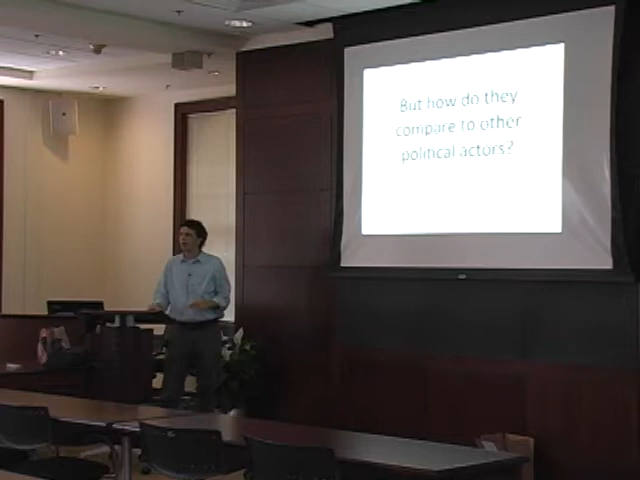 But how do they
compare to other
political actors?